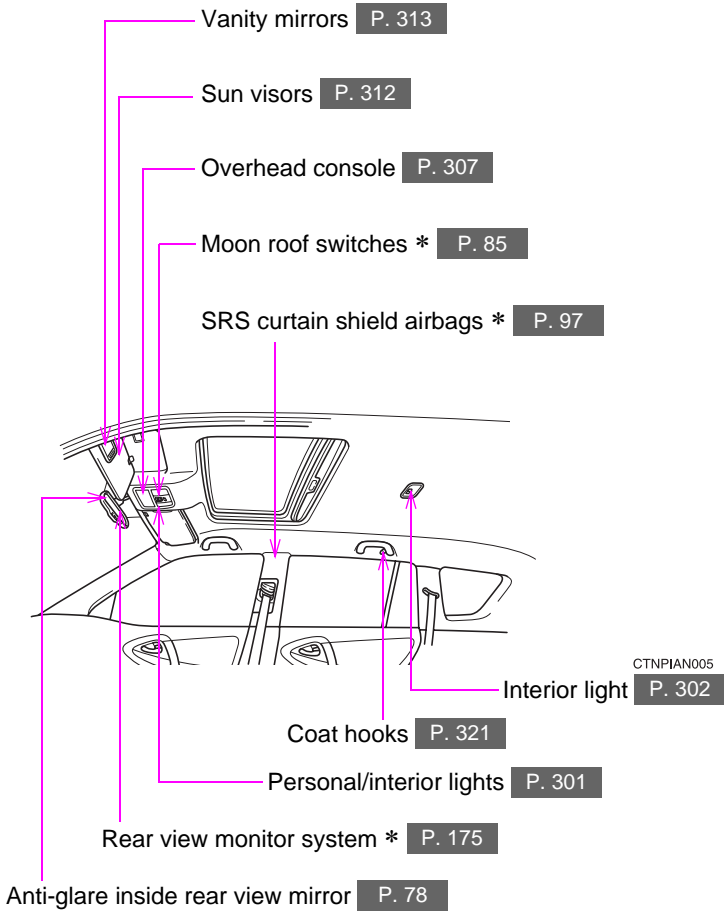 Vanity mirrors P. 313
Sun visors P. 312
Overhead console P. 307
Moon roof switches * P. 85
SRS curtain shield airbags * P. 97
CTNPIAN005
Interior light P. 302
Coat hooks P. 321
Personal/interior lights P. 301
Rear view monitor system * P. 175
Anti-glare inside rear view mirror P. 78